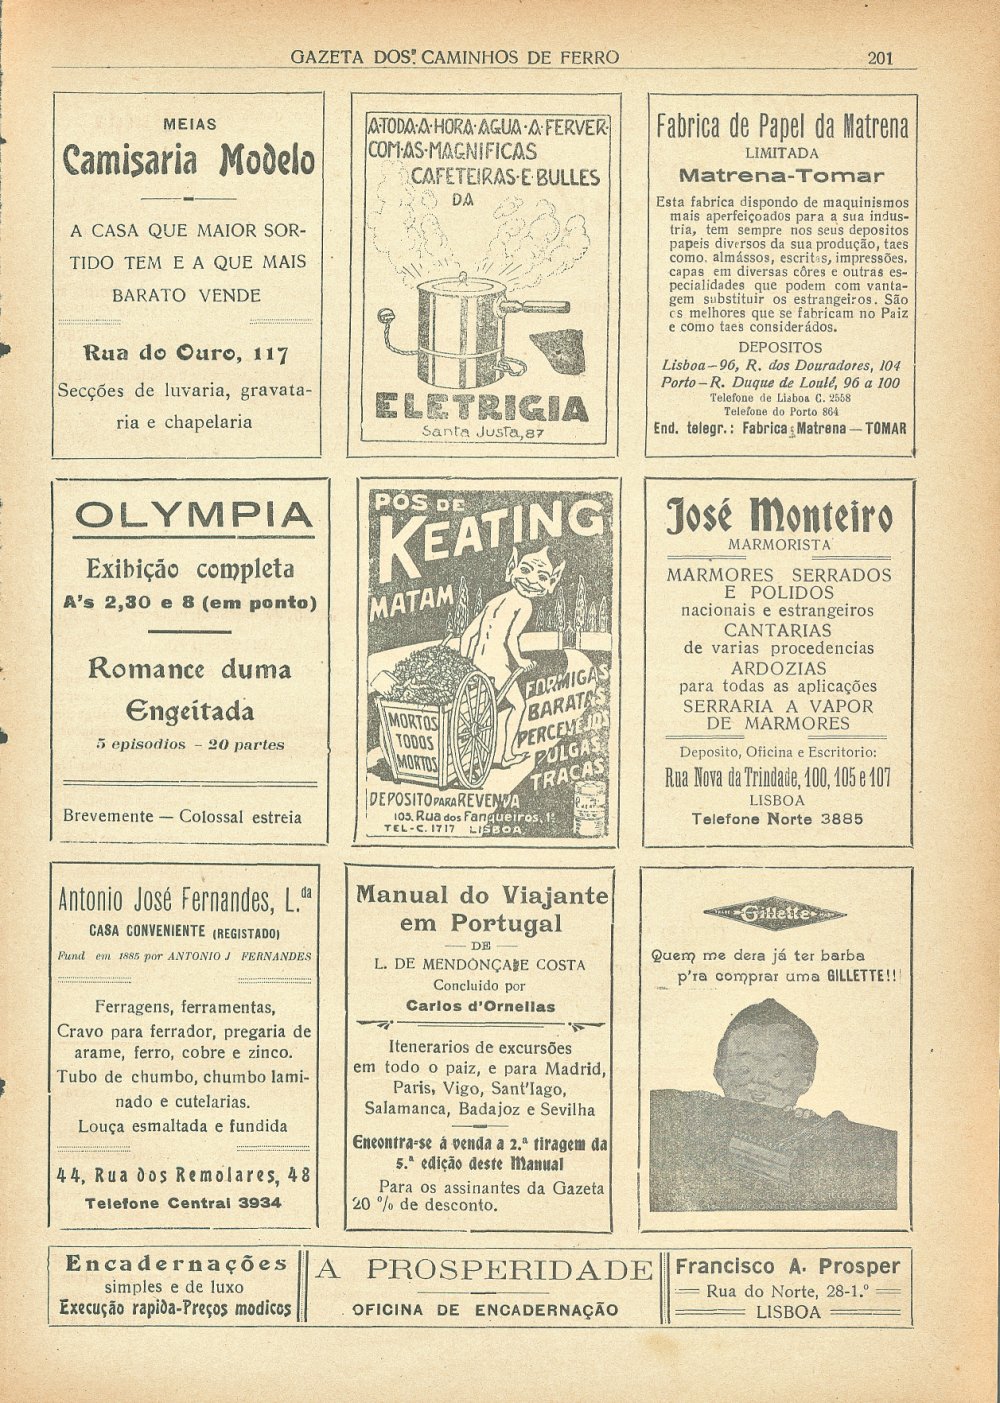 GAZETA DOS CAMINHOS DE FERRO
201
MEIAS
Camisaria Modelo
A CASA QUE MAIOR SOR-
TIDO TEM E A QUE MAIS
BARATO VENDE
Rua do Ouro, 117
Secções de luvaria, gravata-
ria e chapelaria
A·TODA·A·HORA·AGUA·A·FERVER·
COM·AS·MAGNIFICAS
CAFETEIRAS·E·BULLES
DA
ELETRIGIA
Santa Justa, 87
Fabrica de Papel da Matrena
LIMITADA
Matrena-Tomar
Esta fabrica dispondo de maquinismos
mais aperfeiçoados para a sua indus-
tria, tem sempre nos seus depositos
papeis diversos da sua produção, taes
como. almássos, escritas, impressões,
capas em diversas côres e outras es-
pecialidades que podem com vanta-
gem substituir os estrangeiros. São
os melhores que se fabricam no Paiz
e como taes considerádos.
DEPOSITOS
Lisboa—96, R. dos Douradores, 104
Porto—R. Duque de Loulé, 96 a 100
Telefone de Lisboa C. 2558
Telefone do Porto 864
End. telegr.: Fabrica Matrena—TOMAR
OLYMPIA
Exibição completa
A's 2,30 e 8 (em ponto)
Romance duma
Engeitada
5 episodios - 20 partes
Brevemente — Colossal estreia
PÓS DE
KEATING
MATAM
FORMIGAS
BARATAS
PERCEVEJOS
PULGAS
TRAÇAS
MORTOS
TODOS
MORTOS
DEPOSITO PARA REVENDA
103, Rua dos Fanqueiros, 1º
TEL-C. 1717 LISBOA
José Monteiro
MARMORISTA
MARMORES SERRADOS
E POLIDOS
nacionais e estrangeiros
CANTARIAS
de varias procedencias
ARDOZIAS
para todas as aplicações
SERRARIA A VAPOR
DE MARMORES
Deposito, Oficina e Escritorio:
Rua Nova da Trindade, 100, 105 e 107
LISBOA
Telefone Norte 3885
Antonio José Fernandes, L.da
CASA CONVENIENTE (REGISTADO)
Fund em 1885 por ANTONIO J FERNANDES
Ferragens, ferramentas,
Cravo para ferrador, pregaria de
arame, ferro, cobre e zinco.
Tubo de chumbo, chumbo lami-
nado e cutelarias.
Louça esmaltada e fundida
44, Rua dos Remolares, 48
Telefone Central 3934
Manual do Viajante
em Portugal
— DE —
L. DE MENDONÇA E COSTA
Concluido por
Carlos d'Ornellas
Itenerarios de excursões
em todo o paiz, e para Madrid,
Paris, Vigo, Sant'Iago,
Salamanca, Badajoz e Sevilha
Encontra-se á venda a 2.ª tiragem da
5.ª edição deste Manual
Para os assinantes da Gazeta
20 % de desconto.
Gillette
Quem me dera já ter barba
p'ra comprar uma GILLETTE!!
Encadernações
simples e de luxo
Execução rapida-Preços modicos
A PROSPERIDADE
OFICINA DE ENCADERNAÇÃO
Francisco A. Prosper
Rua do Norte, 28-1.º
LISBOA